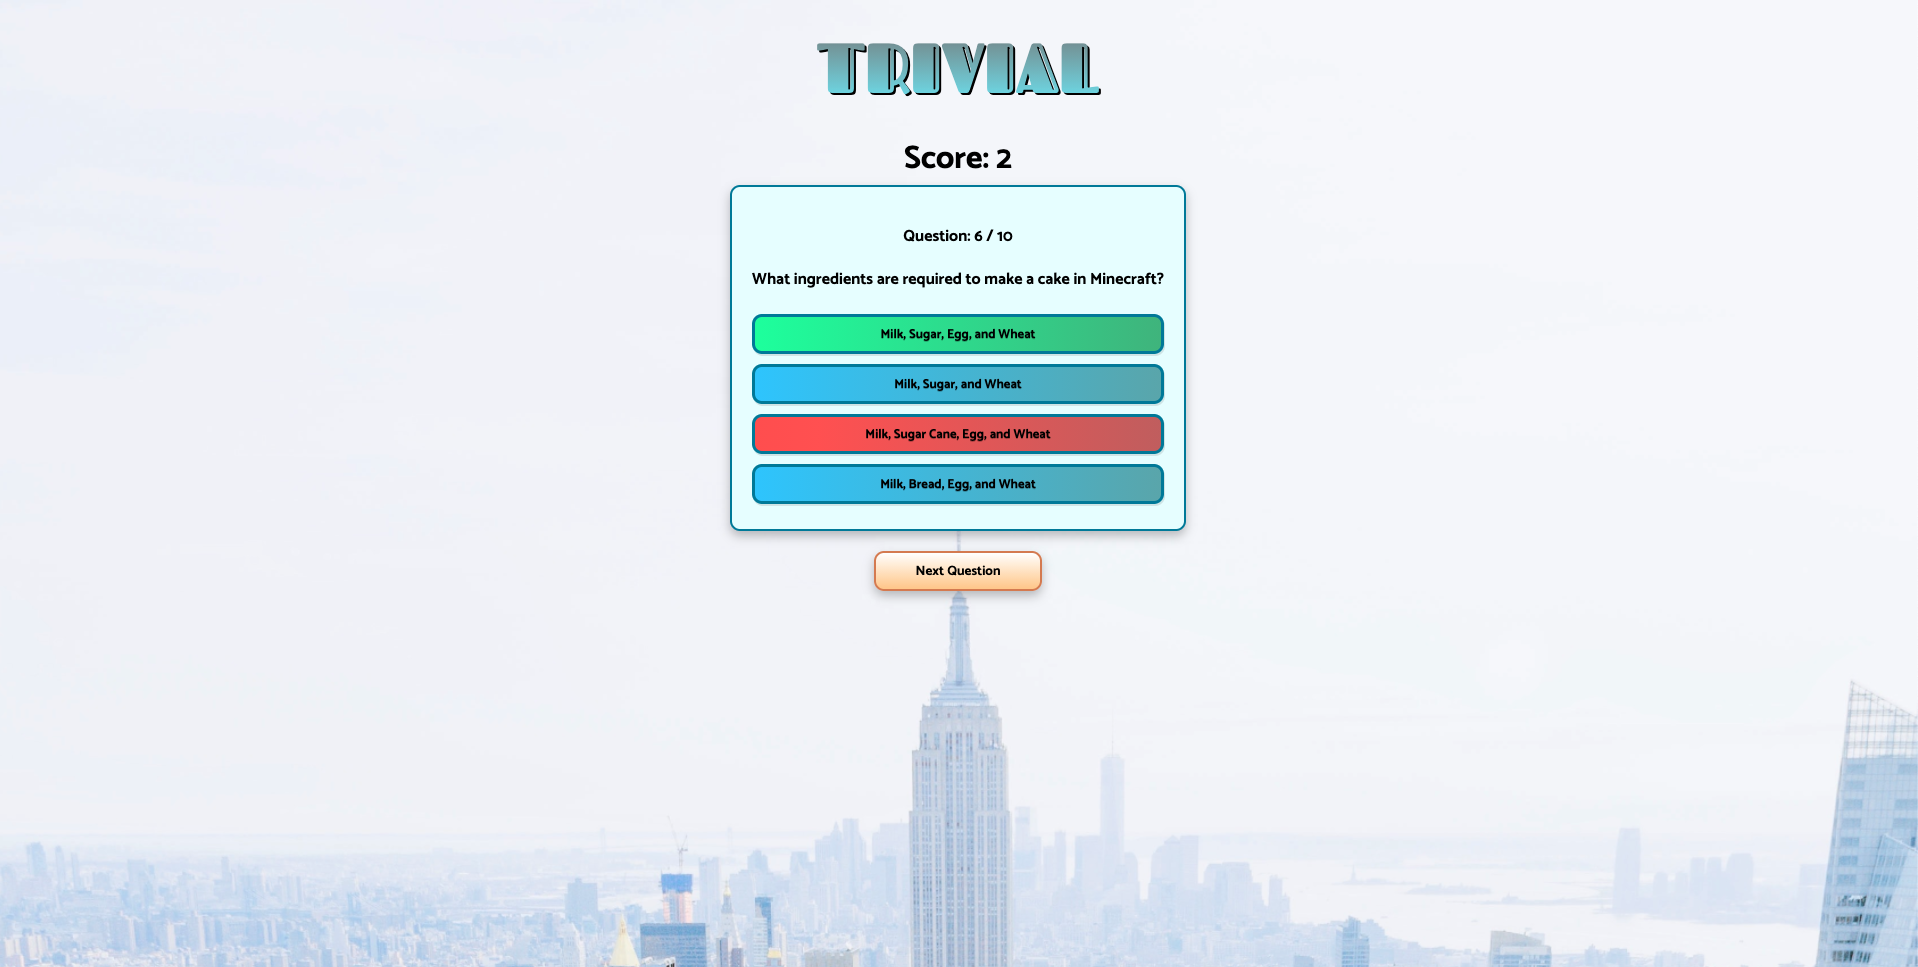 TRIVIAL
Score: 2
Question: 6 / 10
What ingredients are required to make a cake in Minecraft?
Milk, Sugar, Egg, and Wheat
Milk, Sugar, and Wheat
Milk, Sugar Cane, Egg, and Wheat
Milk, Bread, Egg, and Wheat
Next Question